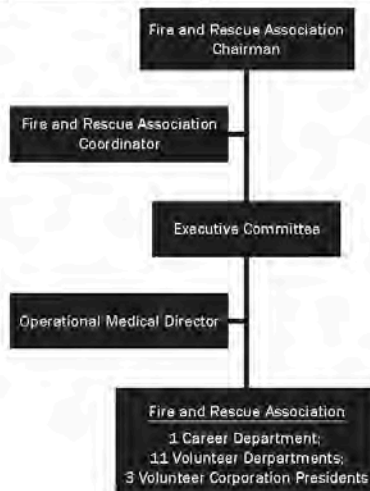 Fire and Rescue Association
Chairman
Fire and Rescue Association
Coordinator
Executive Committee
Operational Medical Director
Fire and Rescue Association
1 Career Department;
11 Volunteer Derpartments;
3 Volunteer Corporation Presidents